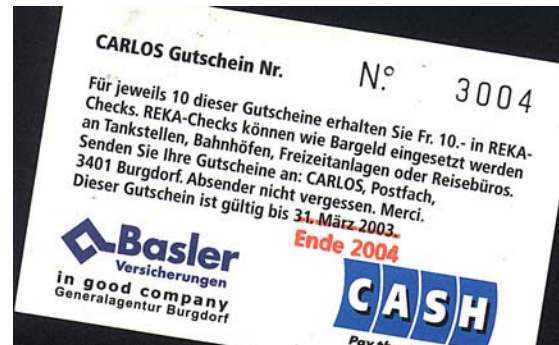 CARLOS Gutschein Nr. N.º 3004
Für jeweils 10 dieser Gutscheine erhalten Sie Fr. 10.- in REKA-
Checks. REKA-Checks können wie Bargeld eingesetzt werden
an Tankstellen, Bahnhöfen, Freizeitanlagen oder Reisebüros.
Senden Sie Ihre Gutscheine an: CARLOS, Postfach,
3401 Burgdorf. Absender nicht vergessen. Merci.
Dieser Gutschein ist gültig bis 31. März 2003.
Ende 2004
Basler
Versicherungen
in good company
Generalagentur Burgdorf
CASH
Pay